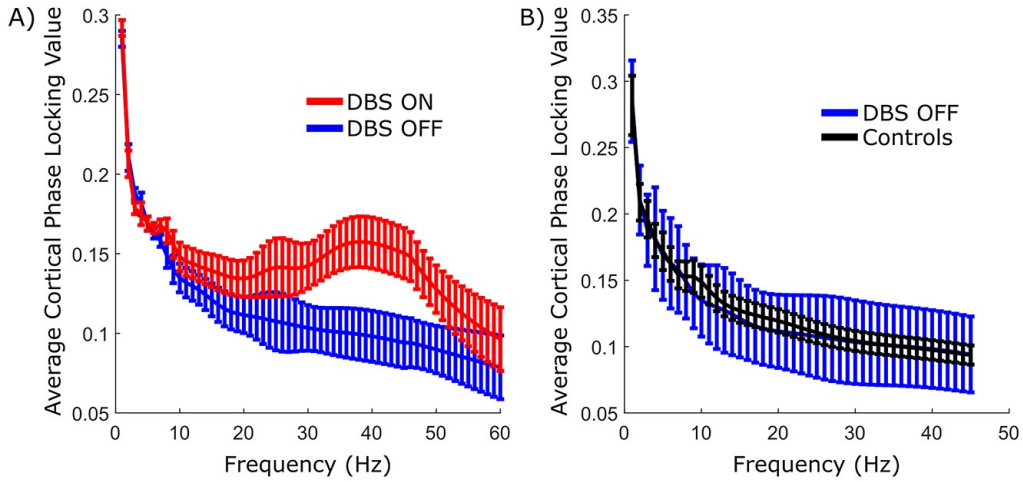 A)
Average Cortical Phase Locking Value
0.3
0.25
0.2
0.15
0.1
0.05
DBS ON
DBS OFF
0
10
20
30
40
50
60
Frequency (Hz)
B)
Average Cortical Phase Locking Value
0.35
0.3
0.25
0.2
0.15
0.1
0.05
DBS OFF
Controls
0
10
20
30
40
50
Frequency (Hz)